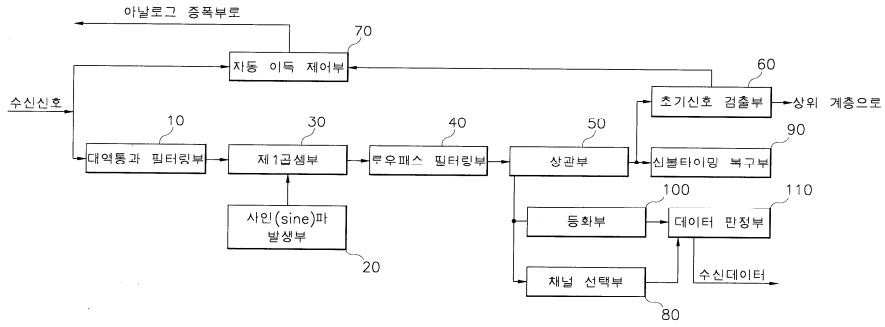 아날로그 증폭부로
70
자동 이득 제어부
60
수신신호
초기신호 검출부
상위 계층으로
10
30
40
50
90
대역통과 필터링부
제1곱셈부
로우패스 필터링부
상관부
심볼타이밍 복구부
100
110
사인(sine)파
발생부
등화부
데이터 판정부
20
수신데이터
채널 선택부
80